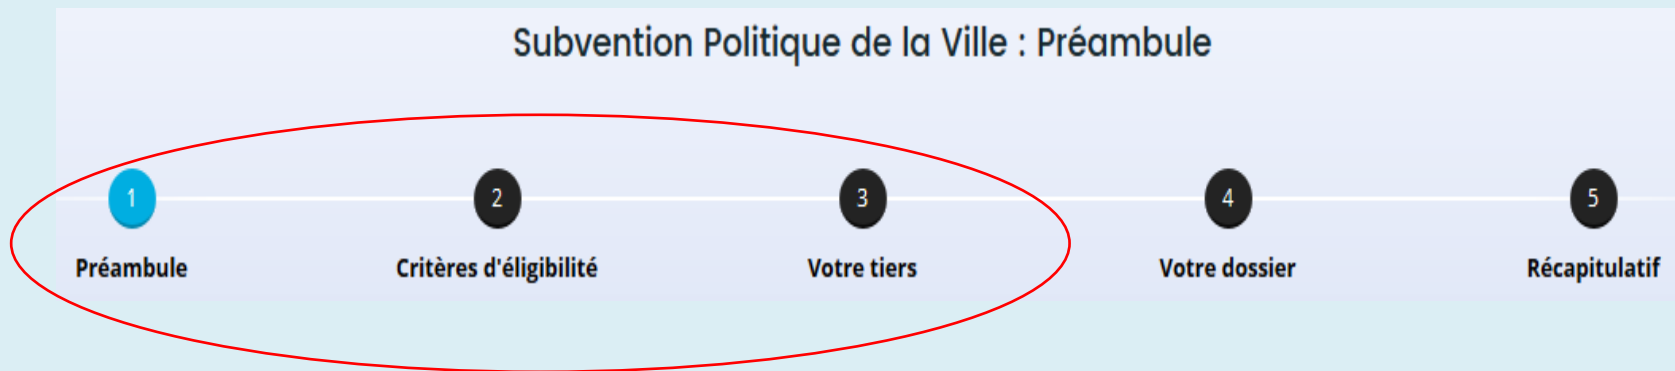 Subvention Politique de la Ville : Préambule
1 2 3 4 5
Préambule Critères d'éligibilité Votre tiers Votre dossier Récapitulatif